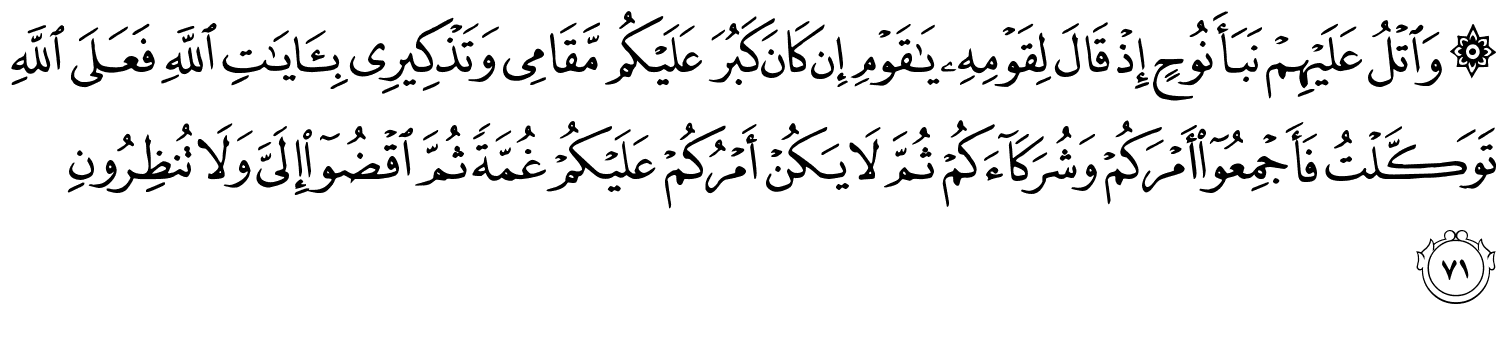 ۞ وَٱتْلُ عَلَيْهِمْ نَبَأَ نُوحٍ إِذْ قَالَ لِقَوْمِهِۦ يَٰقَوْمِ إِن كَانَ كَبُرَ عَلَيْكُم مَّقَامِى وَتَذْكِيرِى بِـَٔايَٰتِ ٱللَّهِ فَعَلَى ٱللَّهِ
تَوَكَّلْتُ فَأَجْمِعُوٓا۟ أَمْرَكُمْ وَشُرَكَآءَكُمْ ثُمَّ لَا يَكُنْ أَمْرُكُمْ عَلَيْكُمْ غُمَّةً ثُمَّ ٱقْضُوٓا۟ إِلَىَّ وَلَا تُنظِرُونِ
٧١